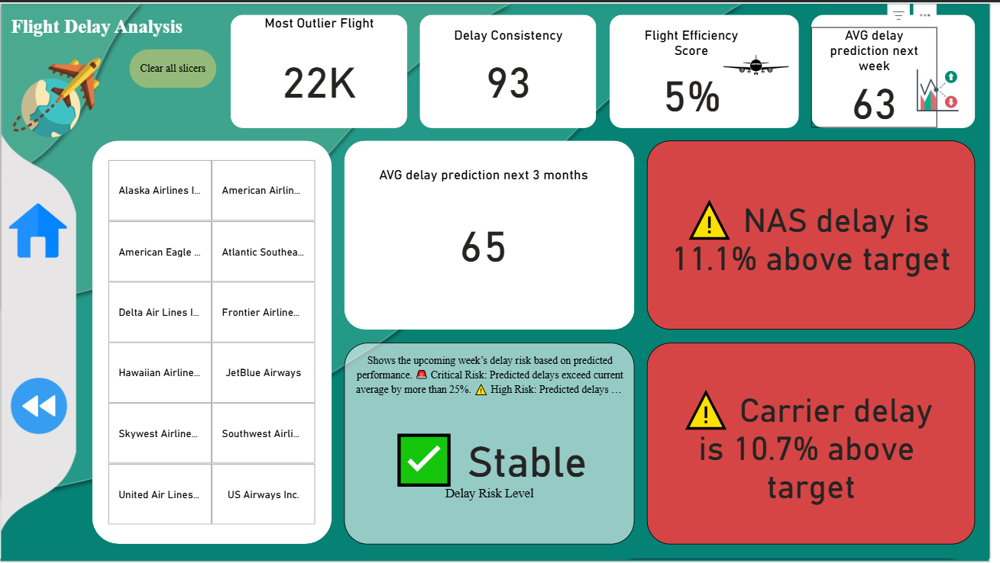 Flight Delay Analysis
Clear all slicers
Most Outlier Flight
22K
Delay Consistency
93
Flight Efficiency
Score
5%
AVG delay
prediction next
week
63
Alaska Airlines I...
American Airlin...
American Eagle ...
Atlantic Southea...
Delta Air Lines I...
Frontier Airline...
Hawaiian Airline...
JetBlue Airways
Skywest Airline...
Southwest Airli...
United Air Lines...
US Airways Inc.
AVG delay prediction next 3 months
65
⚠ NAS delay is
11.1% above target
Shows the upcoming week’s delay risk based on predicted
performance. 🚨 Critical Risk: Predicted delays exceed current
average by more than 25%. ⚠ High Risk: Predicted delays …
✅ Stable
Delay Risk Level
⚠ Carrier delay
is 10.7% above
target